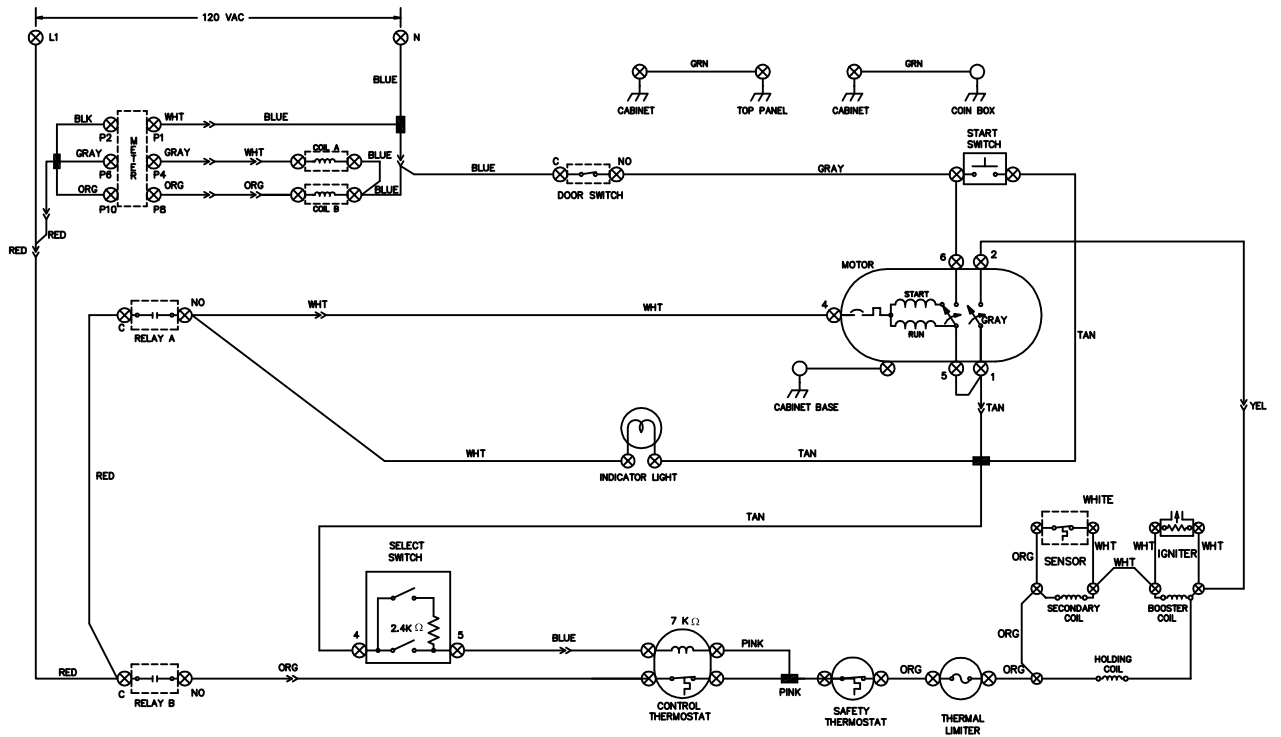 120 VAC
L1
N
BLUE
GRN
GRN
CABINET
TOP PANEL
CABINET
COIN BOX
BLK
P2
METER
WHT
P1
BLUE
START
SWITCH
GRAY
P6
GRAY
P4
WHT
COIL A
BLUE
BLUE
C
NO
GRAY
DOOR SWITCH
ORG
P10
ORG
P8
ORG
COIL B
BLUE
RED
RED
MOTOR
6
2
C
NO
RELAY A
WHT
WHT
4
START
RUN
GRAY
TAN
5
1
CABINET BASE
TAN
YEL
WHT
TAN
INDICATOR LIGHT
RED
TAN
WHITE
SELECT
SWITCH
ORG
SENSOR
WHT
WHT
WHT
IGNITER
WHT
SECONDARY
COIL
BOOSTER
COIL
2.4K Ω
4
5
BLUE
7 K Ω
PINK
ORG
RED
C
NO
RELAY B
ORG
CONTROL
THERMOSTAT
PINK
SAFETY
THERMOSTAT
ORG
THERMAL
LIMITER
ORG
HOLDING
COIL